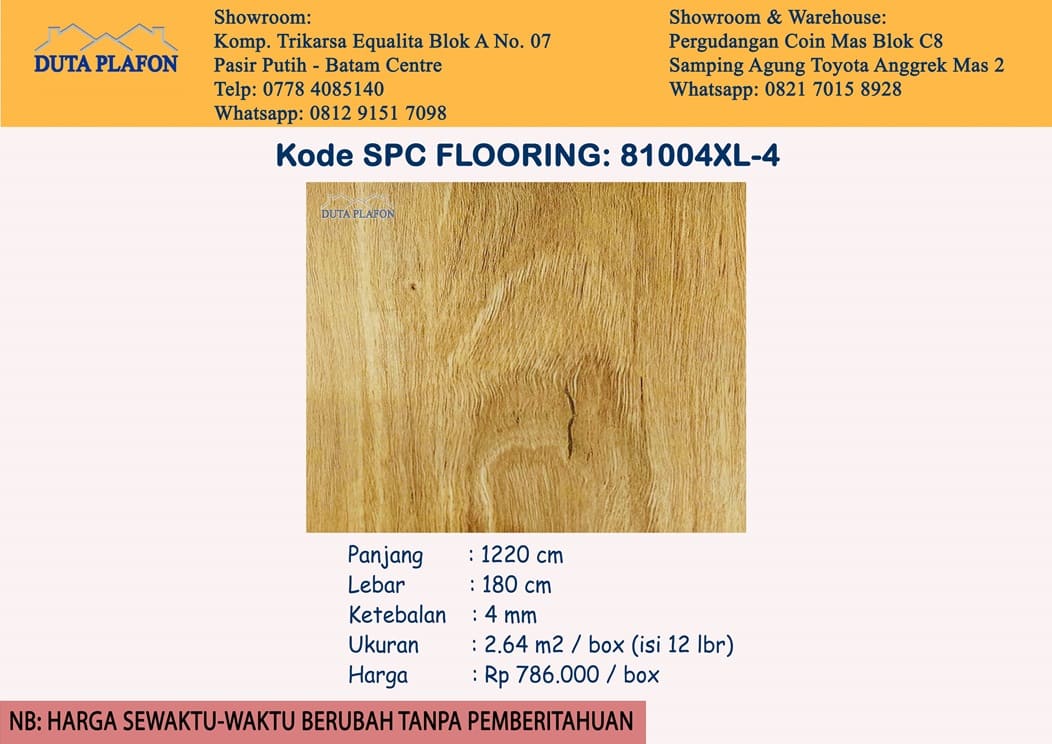 DUTA PLAFON
Showroom:
Komp. Trikarsa Equalita Blok A No. 07
Pasir Putih - Batam Centre
Telp: 0778 4085140
Whatsapp: 0812 9151 7098
Showroom & Warehouse:
Pergudangan Coin Mas Blok C8
Samping Agung Toyota Anggrek Mas 2
Whatsapp: 0821 7015 8928
Kode SPC FLOORING: 81004XL-4
DUTA PLAFON
Panjang : 1220 cm
Lebar : 180 cm
Ketebalan : 4 mm
Ukuran : 2.64 m2 / box (isi 12 lbr)
Harga : Rp 786.000 / box
NB: HARGA SEWAKTU-WAKTU BERUBAH TANPA PEMBERITAHUAN